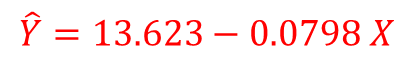 Ŷ = 13.623 − 0.0798 X